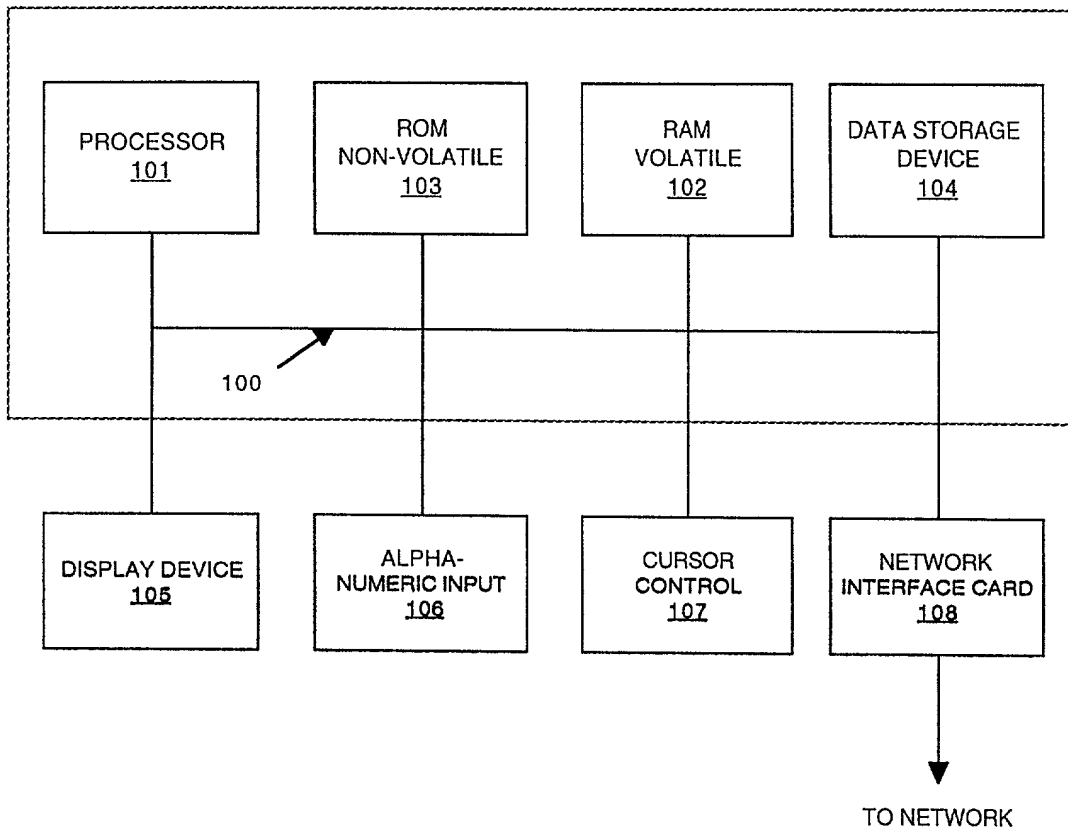 PROCESSOR
101
ROM
NON-VOLATILE
103
RAM
VOLATILE
102
DATA STORAGE
DEVICE
104
100
DISPLAY DEVICE
105
ALPHA-
NUMERIC INPUT
106
CURSOR
CONTROL
107
NETWORK
INTERFACE CARD
108
TO NETWORK